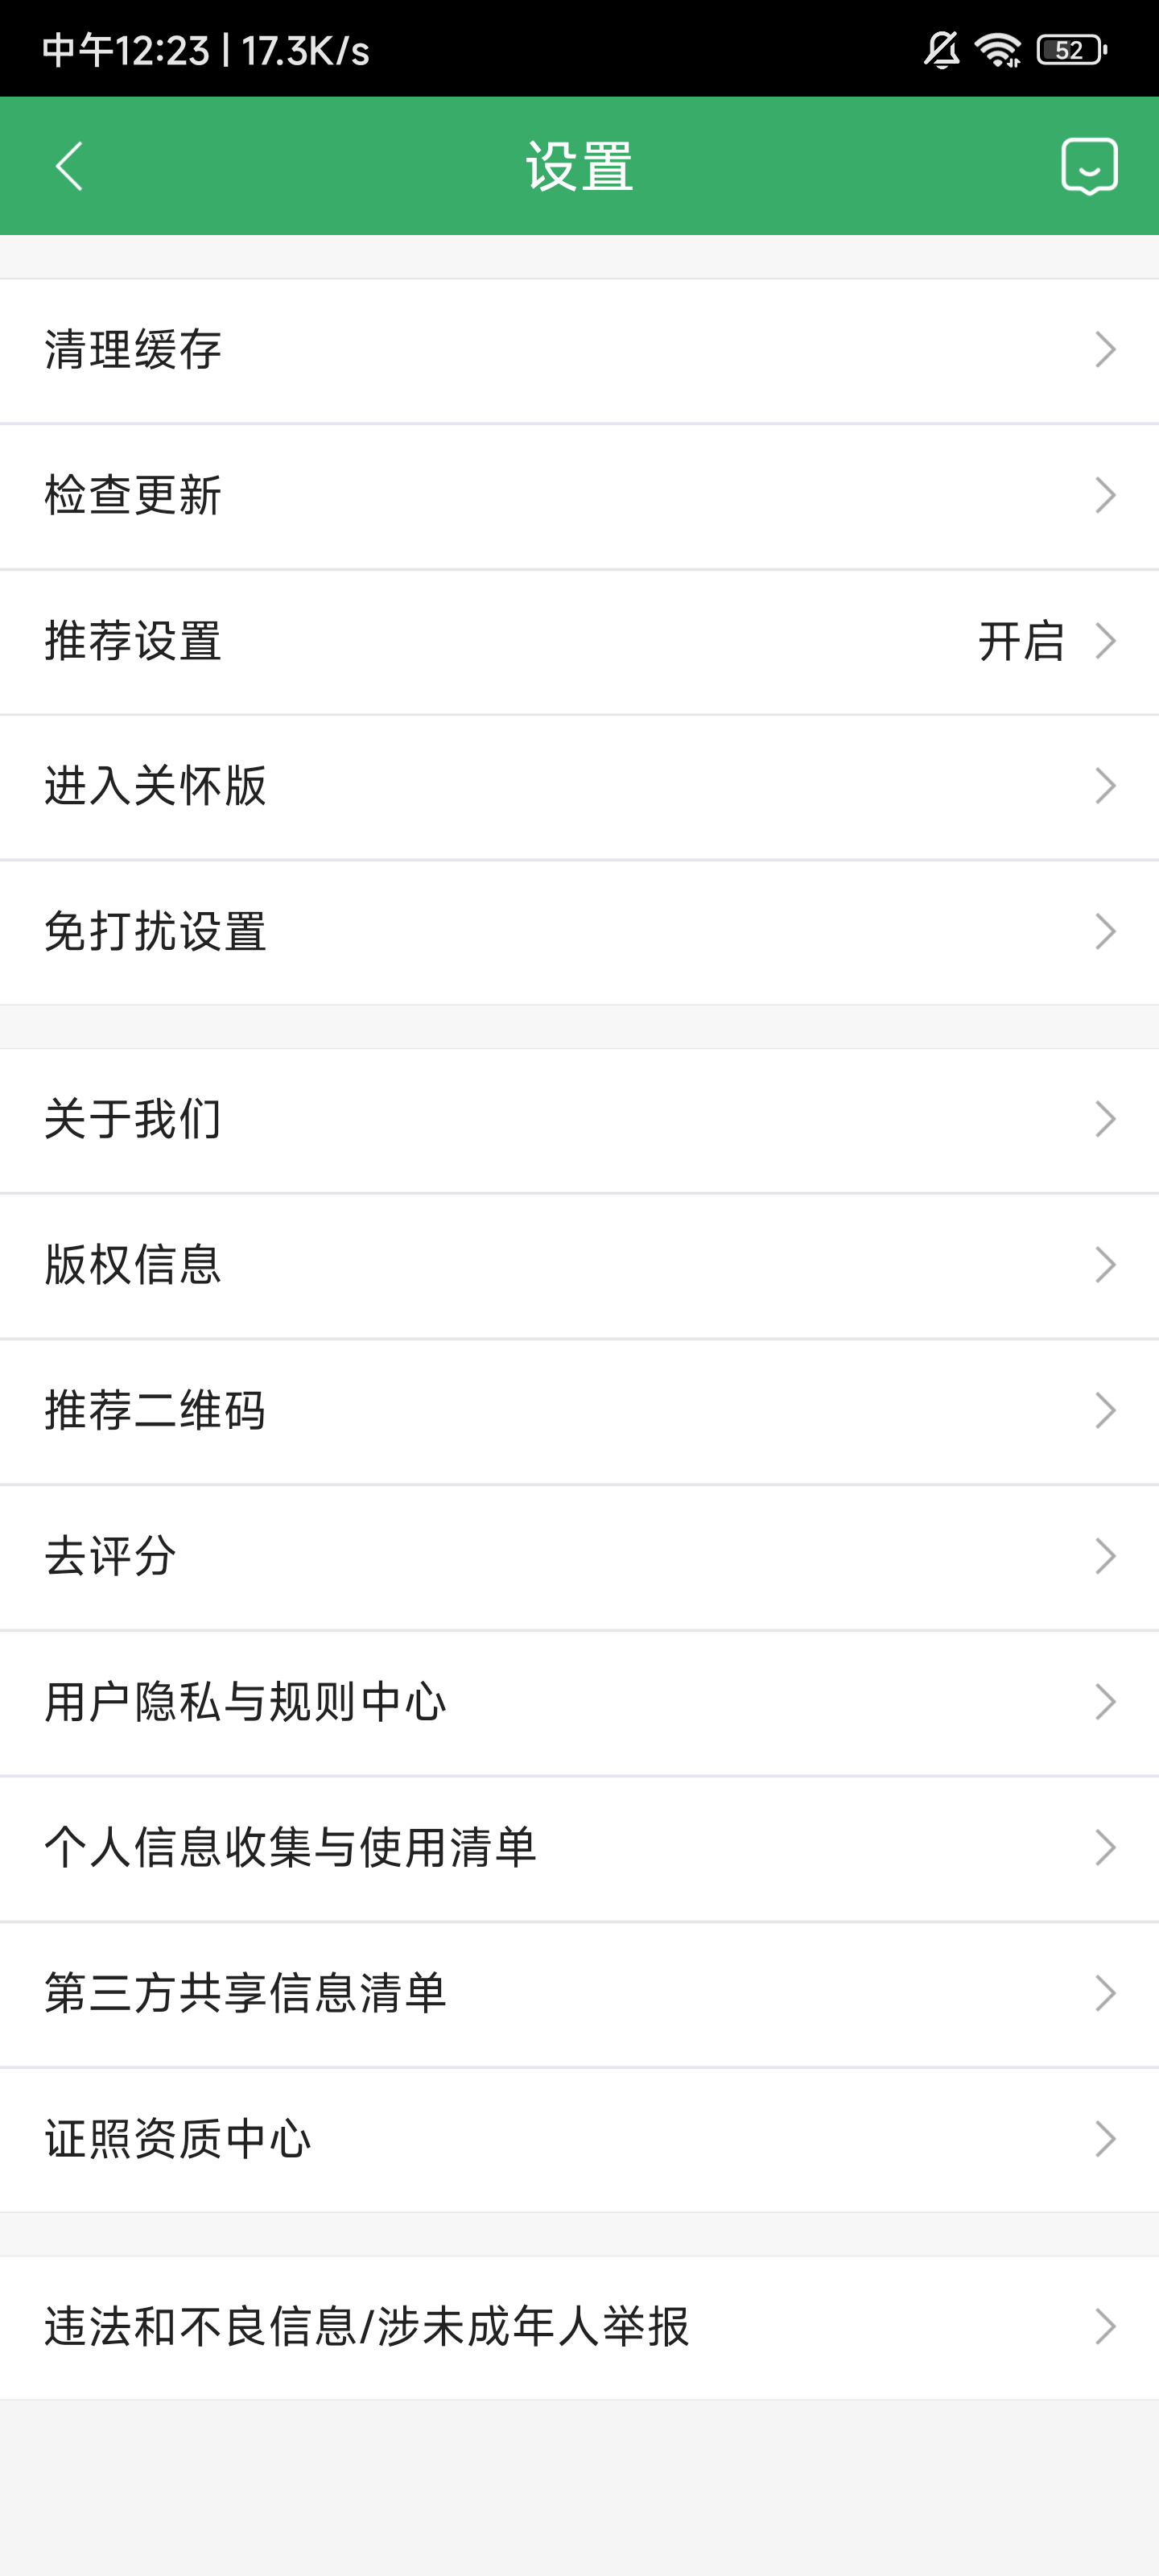 中午12:23 | 17.3K/s 52
设置
清理缓存
检查更新
推荐设置 开启
进入关怀版
免打扰设置
关于我们
版权信息
推荐二维码
去评分
用户隐私与规则中心
个人信息收集与使用清单
第三方共享信息清单
证照资质中心
违法和不良信息/涉未成年人举报